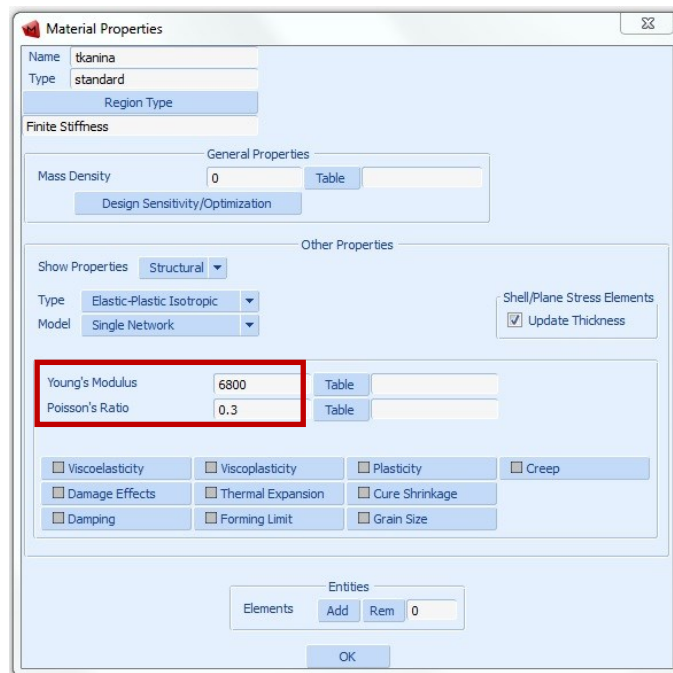 Material Properties
Name tkanina
Type standard
Region Type
Finite Stiffness
General Properties
Mass Density 0 Table
Design Sensitivity/Optimization
Other Properties
Show Properties Structural
Type Elastic-Plastic Isotropic
Model Single Network
Shell/Plane Stress Elements
Update Thickness
Young's Modulus 6800 Table
Poisson's Ratio 0.3 Table
Viscoelasticity Viscoplasticity Plasticity Creep
Damage Effects Thermal Expansion Cure Shrinkage
Damping Forming Limit Grain Size
Entities
Elements Add Rem 0
OK